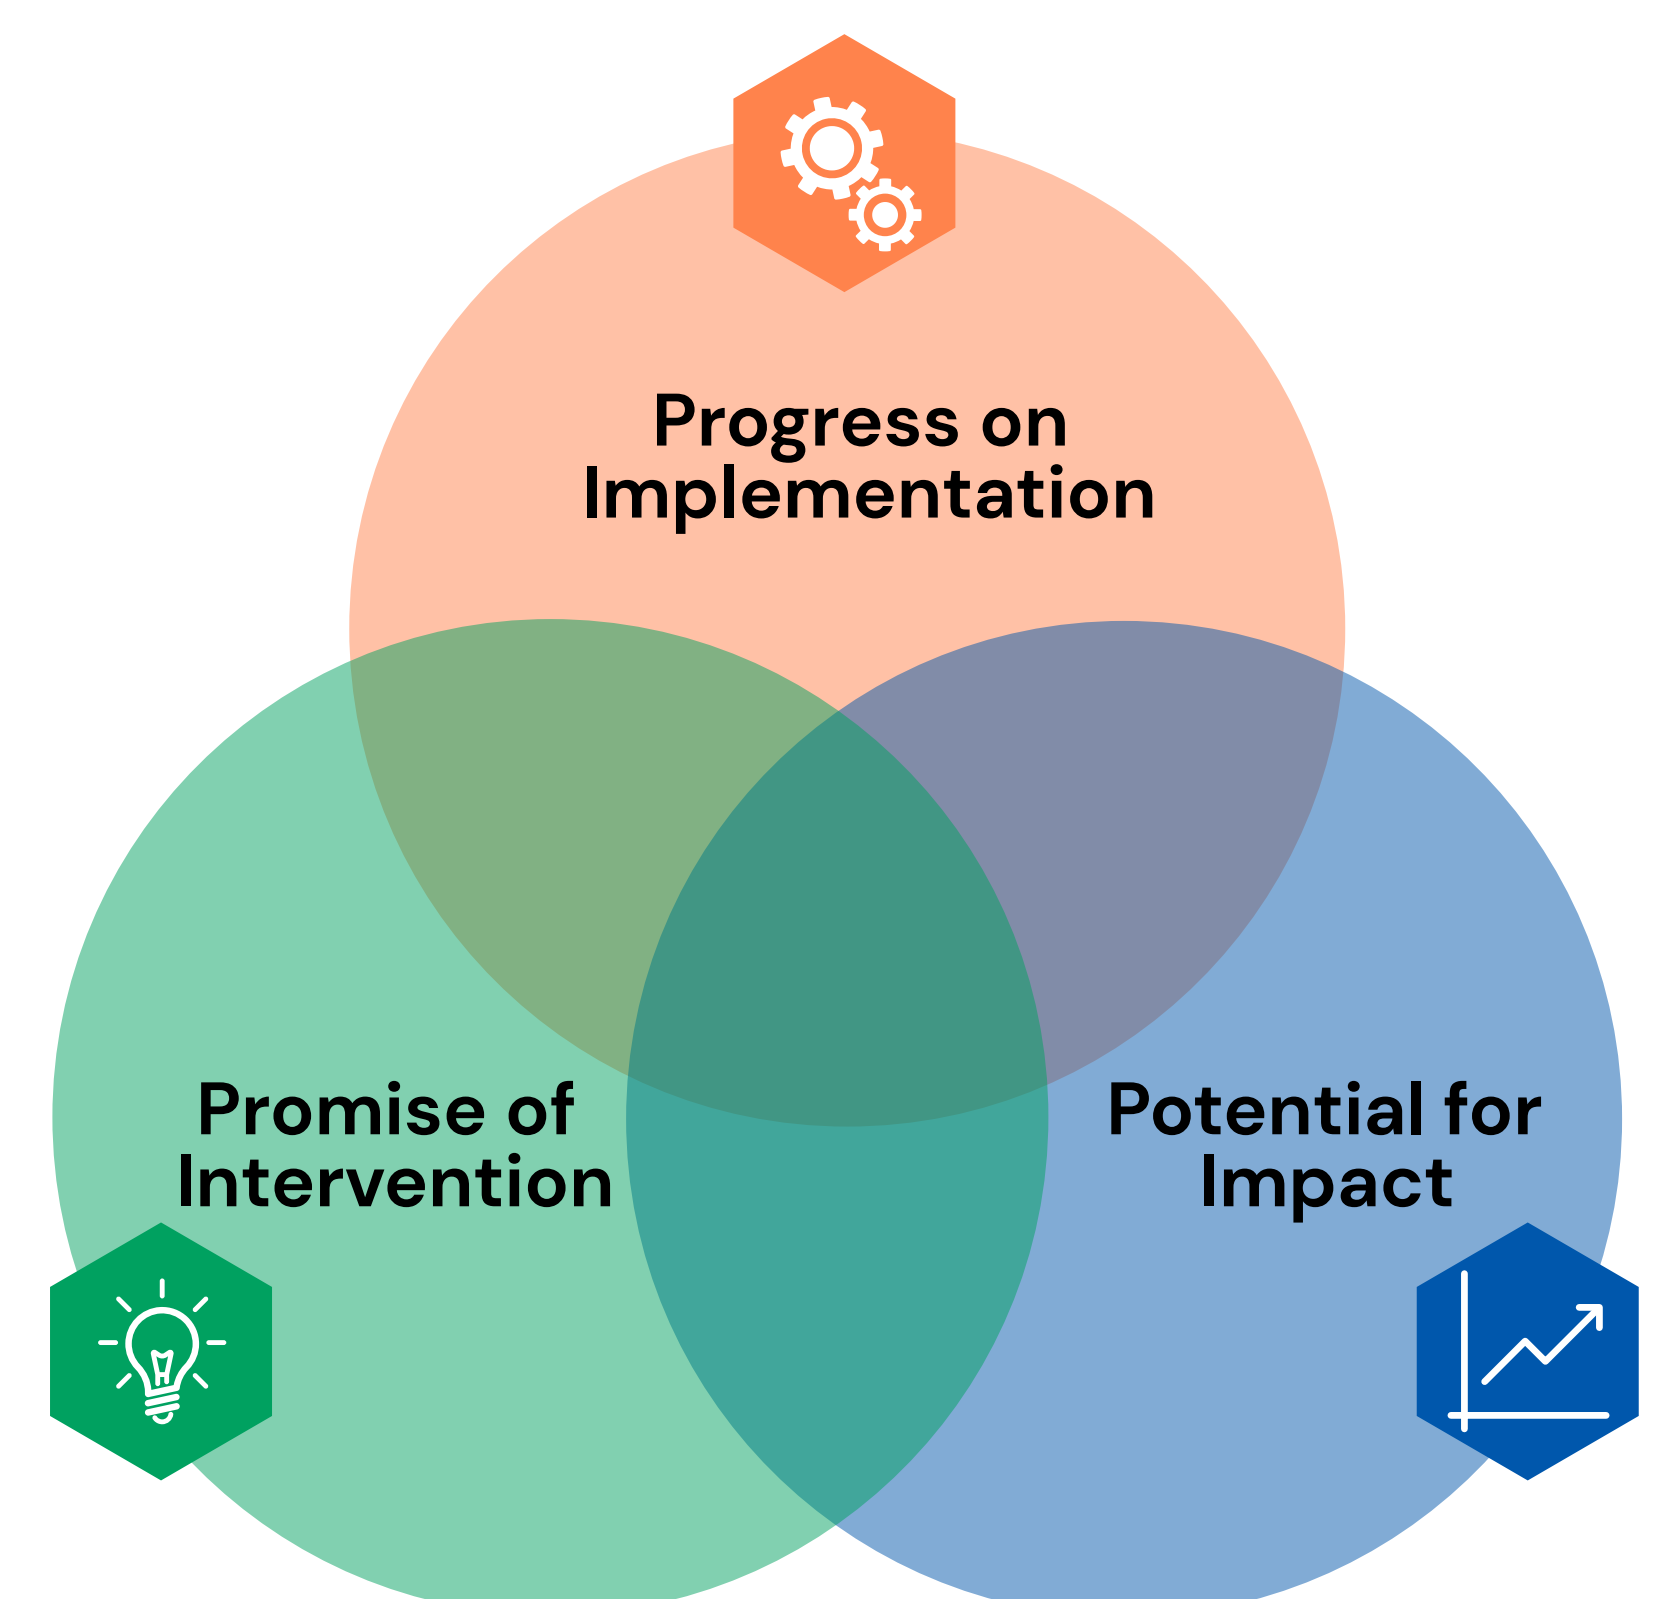 Progress on
Implementation
Promise of
Intervention
Potential for
Impact